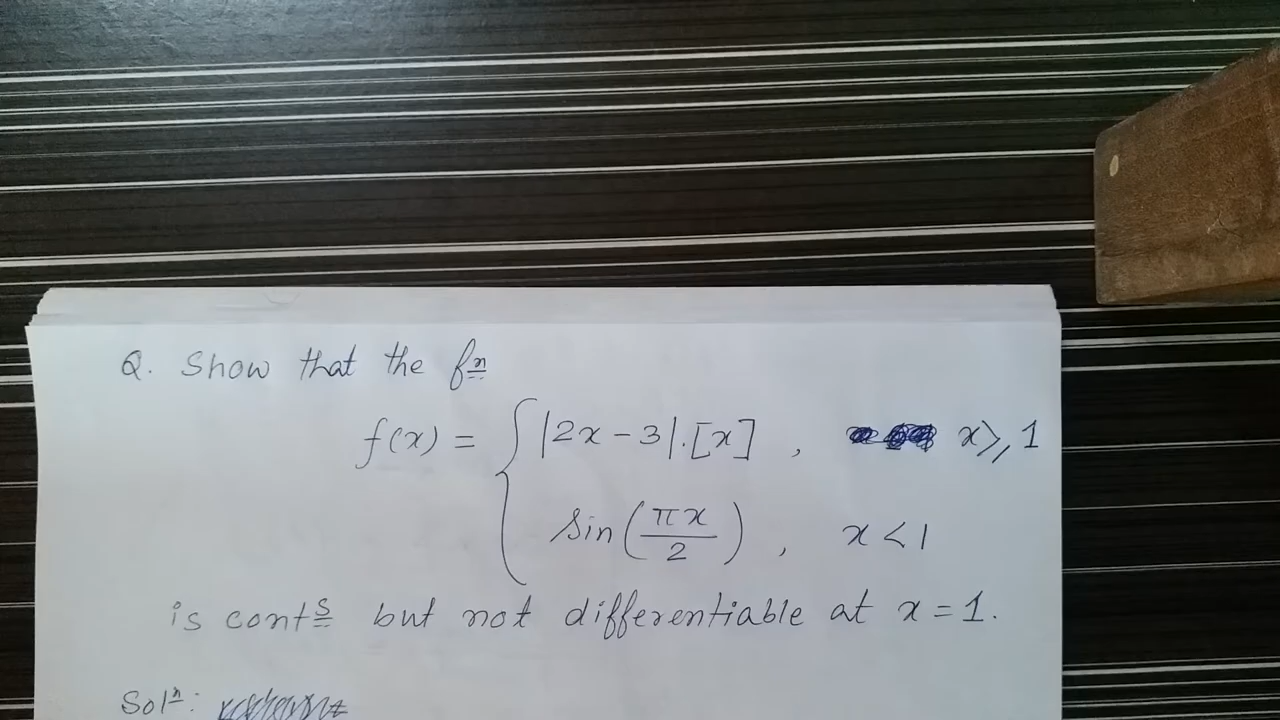 Q. Show that the fn
f(x) = { |2x-3|.[x] , x ≥ 1
sin(πx/2) , x < 1
is conts but not differentiable at x = 1.
Soln: